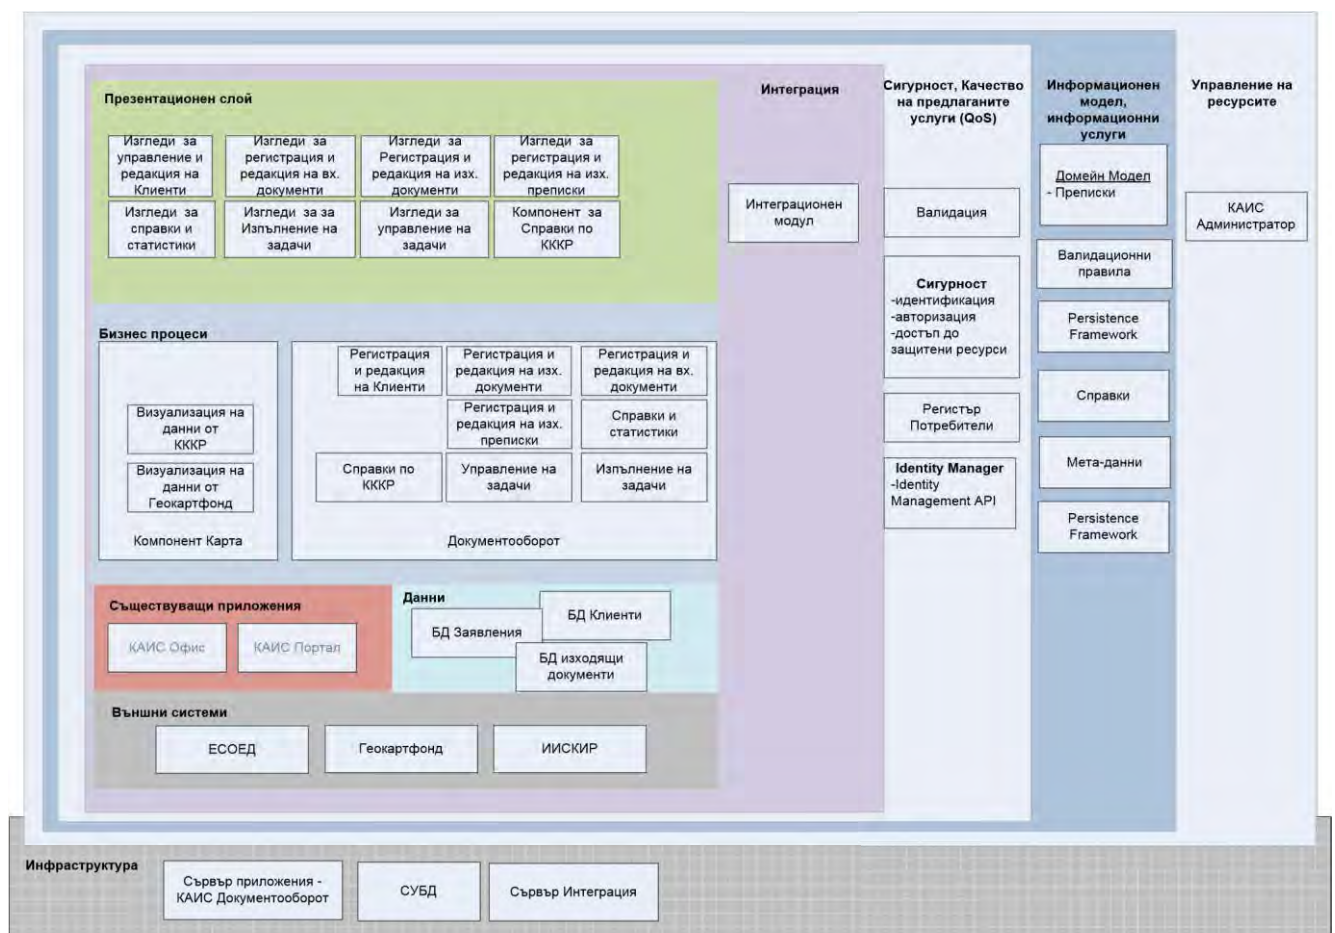 Презентационен слой
Изгледи за
управление и
редакция на
Клиенти
Изгледи за
регистрация и
редакция на вх.
документи
Изгледи за
Регистрация и
редакция на изх.
документи
Изгледи за
регистрация и
редакция на изх.
преписки
Изгледи за
справки и
статистики
Изгледи за за
Изпълнение на
задачи
Изгледи за
управление на
задачи
Компонент за
Справки по
КККР
Бизнес процеси
Визуализация на
данни от
КККР
Визуализация на
данни от
Геокартфонд
Компонент Карта
Регистрация
и редакция
на Клиенти
Регистрация и
редакция на изх.
документи
Регистрация и
редакция на вх.
документи
Регистрация и
редакция на изх.
преписки
Справки и
статистики
Справки по
КККР
Управление на
задачи
Изпълнение на
задачи
Документооборот
Съществуващи приложения
КАИС Офис
КАИС Портал
Данни
БД Клиенти
БД Заявления
БД изходящи
документи
Външни системи
ЕСОЕД
Геокартфонд
ИИСКИР
Интеграция
Интеграционен
модул
Сигурност, Качество
на предлаганите
услуги (QoS)
Валидация
Сигурност
-идентификация
-авторизация
-достъп до
защитени ресурси
Регистър
Потребители
Identity Manager
-Identity
Management API
Информационен
модел,
информационни
услуги
Домейн Модел
- Преписки
Валидационни
правила
Persistence
Framework
Справки
Мета-данни
Persistence
Framework
Управление на
ресурсите
КАИС
Администратор
Инфраструктура
Сървър приложения -
КАИС Документооборот
СУБД
Сървър Интеграция